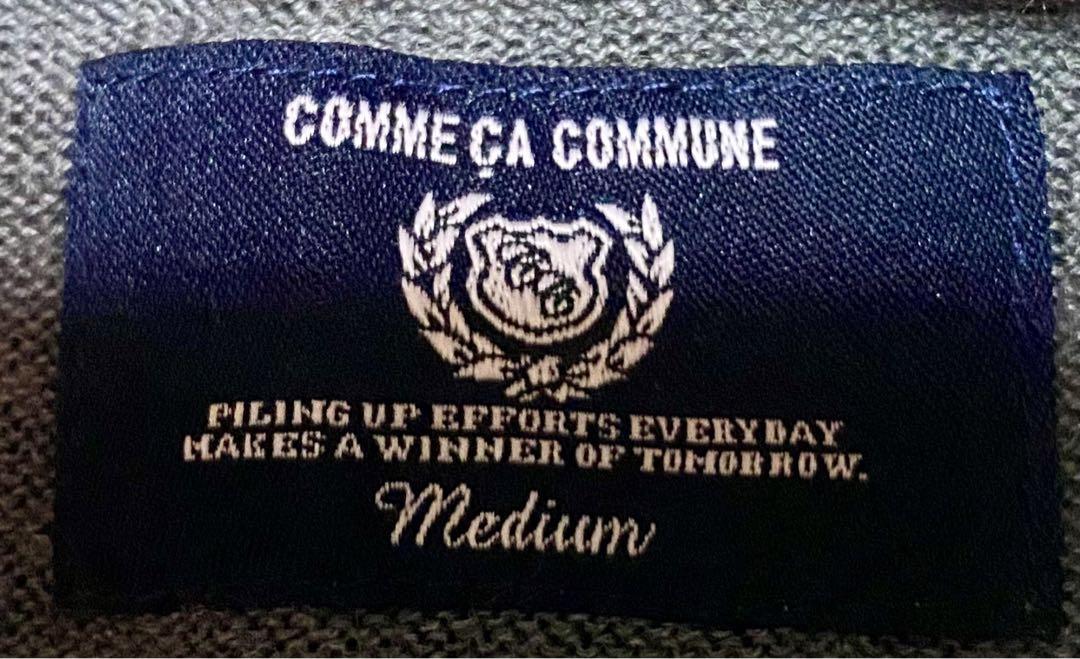 COMME ÇA COMMUNE
PILING UP EFFORTS EVERYDAY
MAKES A WINNER OF TOMORROW.
Medium